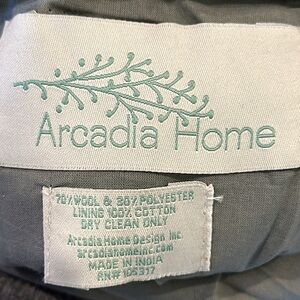 Arcadia Home
70% WOOL & 30% POLYESTER
LINING 100% COTTON
DRY CLEAN ONLY
Arcadia Home Design Inc.
arcadiahomeinc.com
MADE IN INDIA
RN#105317